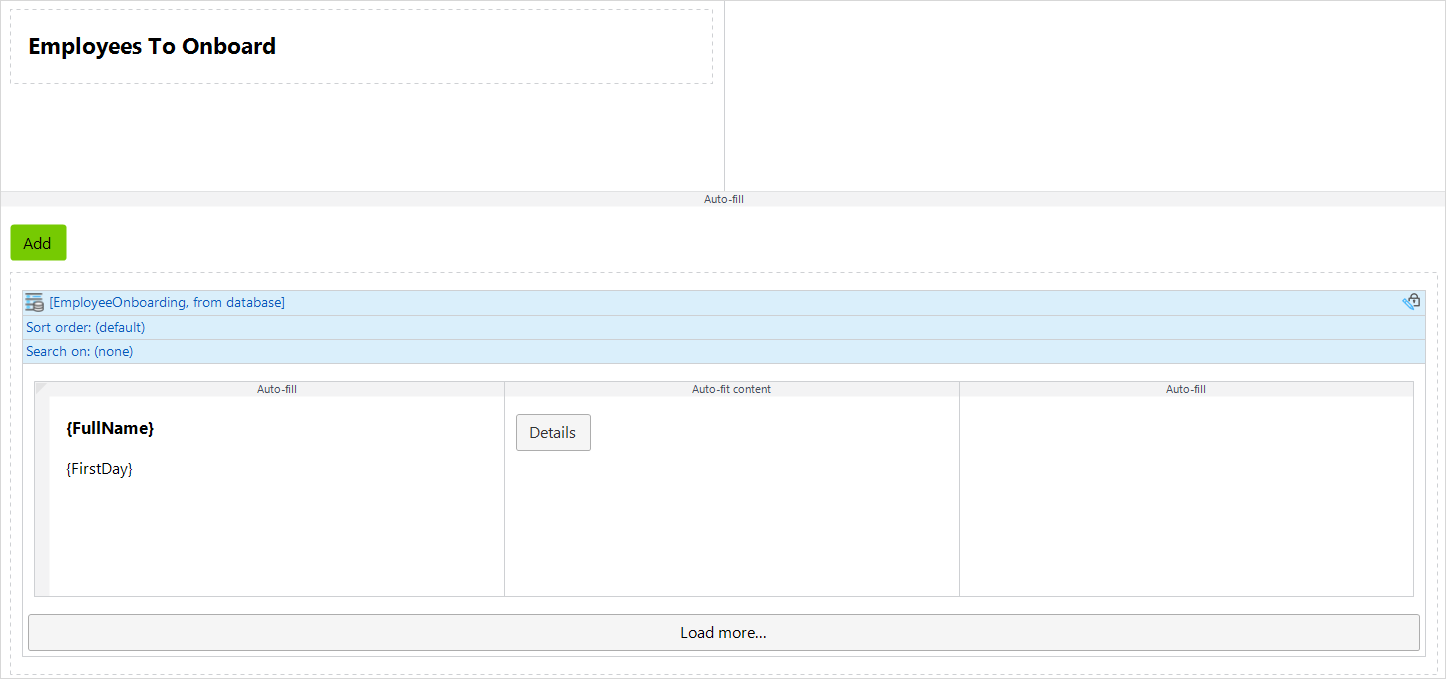 Employees To Onboard
Auto-fill
Add
[EmployeeOnboarding, from database]
Sort order: (default)
Search on: (none)
Auto-fill
Auto-fit content
Auto-fill
{FullName}
Details
{FirstDay}
Load more...